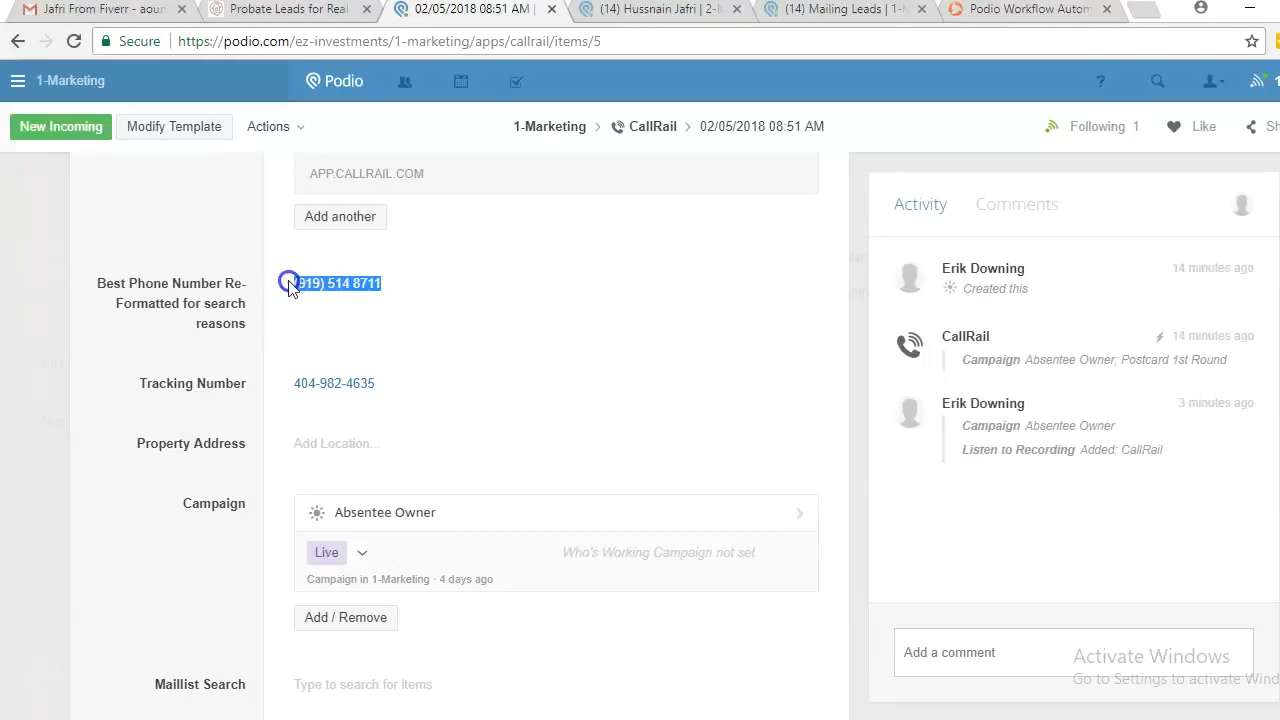 Jafri From Fiverr - aoun
Probate Leads for Real
02/05/2018 08:51 AM |
(14) Hussnain Jafri | 2-
(14) Mailing Leads | 1-
Podio Workflow Autom
Secure
https://podio.com/ez-investments/1-marketing/apps/callrail/items/5
1-Marketing
Podio
?
New Incoming
Modify Template
Actions
1-Marketing > CallRail > 02/05/2018 08:51 AM
Following 1
Like
Sh
APP.CALLRAIL.COM
Add another
Best Phone Number Re-
Formatted for search
reasons
(919) 514 8711
Tracking Number
404-982-4635
Property Address
Add Location...
Campaign
Absentee Owner
Live
Who's Working Campaign not set
Campaign in 1-Marketing · 4 days ago
Add / Remove
Maillist Search
Type to search for items
Activity
Comments
Erik Downing
14 minutes ago
Created this
CallRail
14 minutes ago
Campaign Absentee Owner; Postcard 1st Round
Erik Downing
3 minutes ago
Campaign Absentee Owner
Listen to Recording Added: CallRail
Add a comment
Activate Windows
Go to Settings to activate Wind